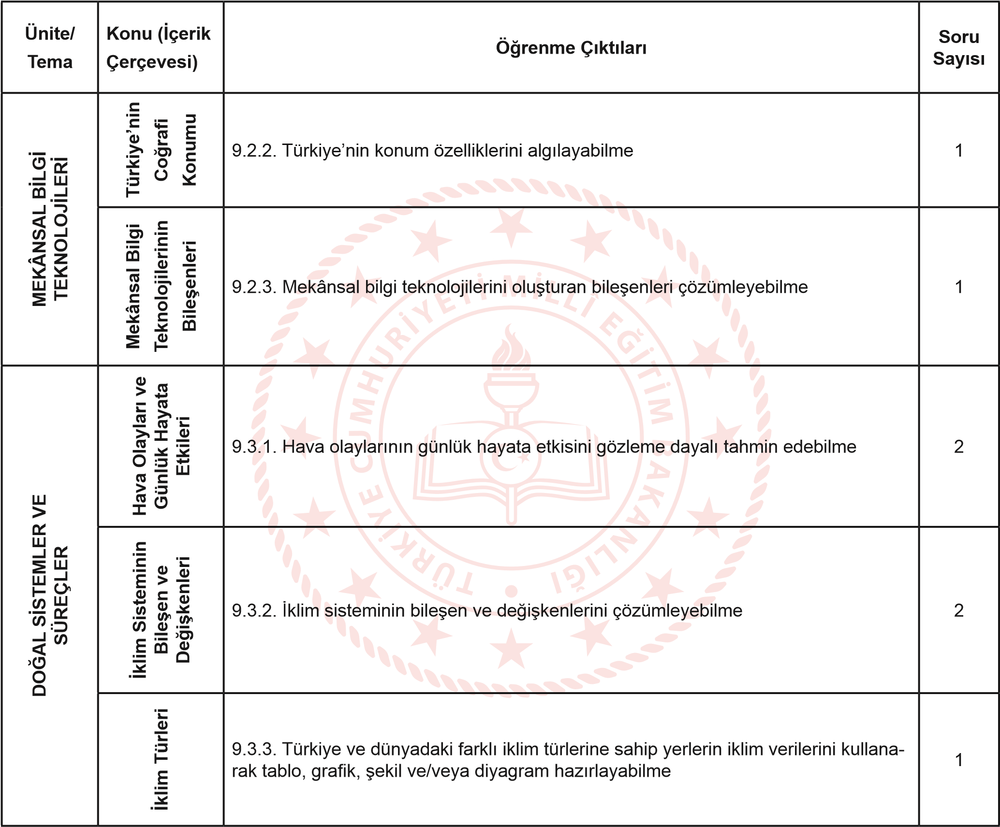 Ünite/
Tema
Konu (İçerik
Çerçevesi)
Öğrenme Çıktıları
Soru
Sayısı
MEKÂNSAL BİLGİ
TEKNOLOJİLERİ
Türkiye’nin
Coğrafi
Konumu
9.2.2. Türkiye’nin konum özelliklerini algılayabilme
1
Mekânsal Bilgi
Teknolojilerinin
Bileşenleri
9.2.3. Mekânsal bilgi teknolojilerini oluşturan bileşenleri çözümleyebilme
1
DOĞAL SİSTEMLER VE
SÜREÇLER
Hava Olayları ve
Günlük Hayata
Etkileri
9.3.1. Hava olaylarının günlük hayata etkisini gözleme dayalı tahmin edebilme
2
İklim Sisteminin
Bileşen ve
Değişkenleri
9.3.2. İklim sisteminin bileşen ve değişkenlerini çözümleyebilme
2
İklim Türleri
9.3.3. Türkiye ve dünyadaki farklı iklim türlerine sahip yerlerin iklim verilerini kullana-
rak tablo, grafik, şekil ve/veya diyagram hazırlayabilme
1
TÜRKİYE CUMHURİYETİ MİLLÎ EĞİTİM BAKANLIĞI